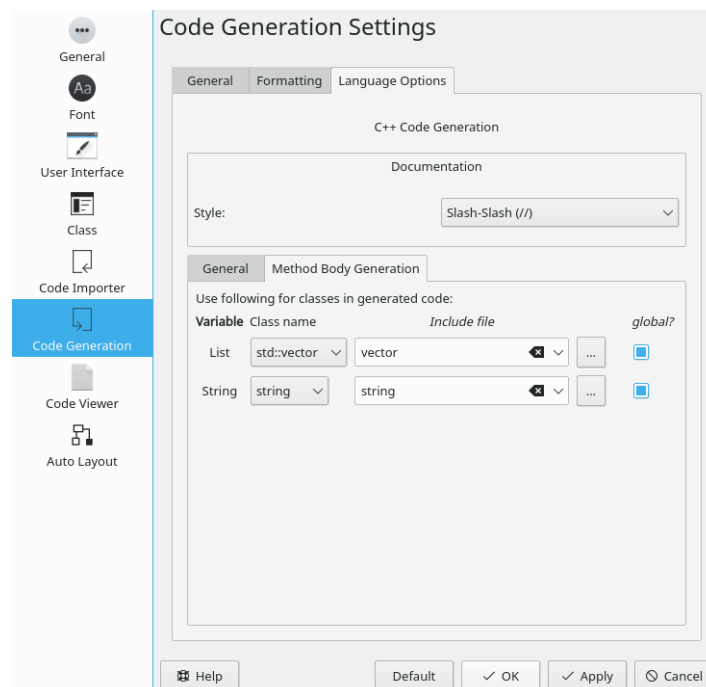 Code Generation Settings
General
Aa
Font
User Interface
Class
Code Importer
Code Generation
Code Viewer
Auto Layout
General Formatting Language Options
C++ Code Generation
Documentation
Style: Slash-Slash (//)
General Method Body Generation
Use following for classes in generated code:
Variable Class name Include file global?
List std::vector vector ...
String string string ...
Help Default OK Apply Cancel